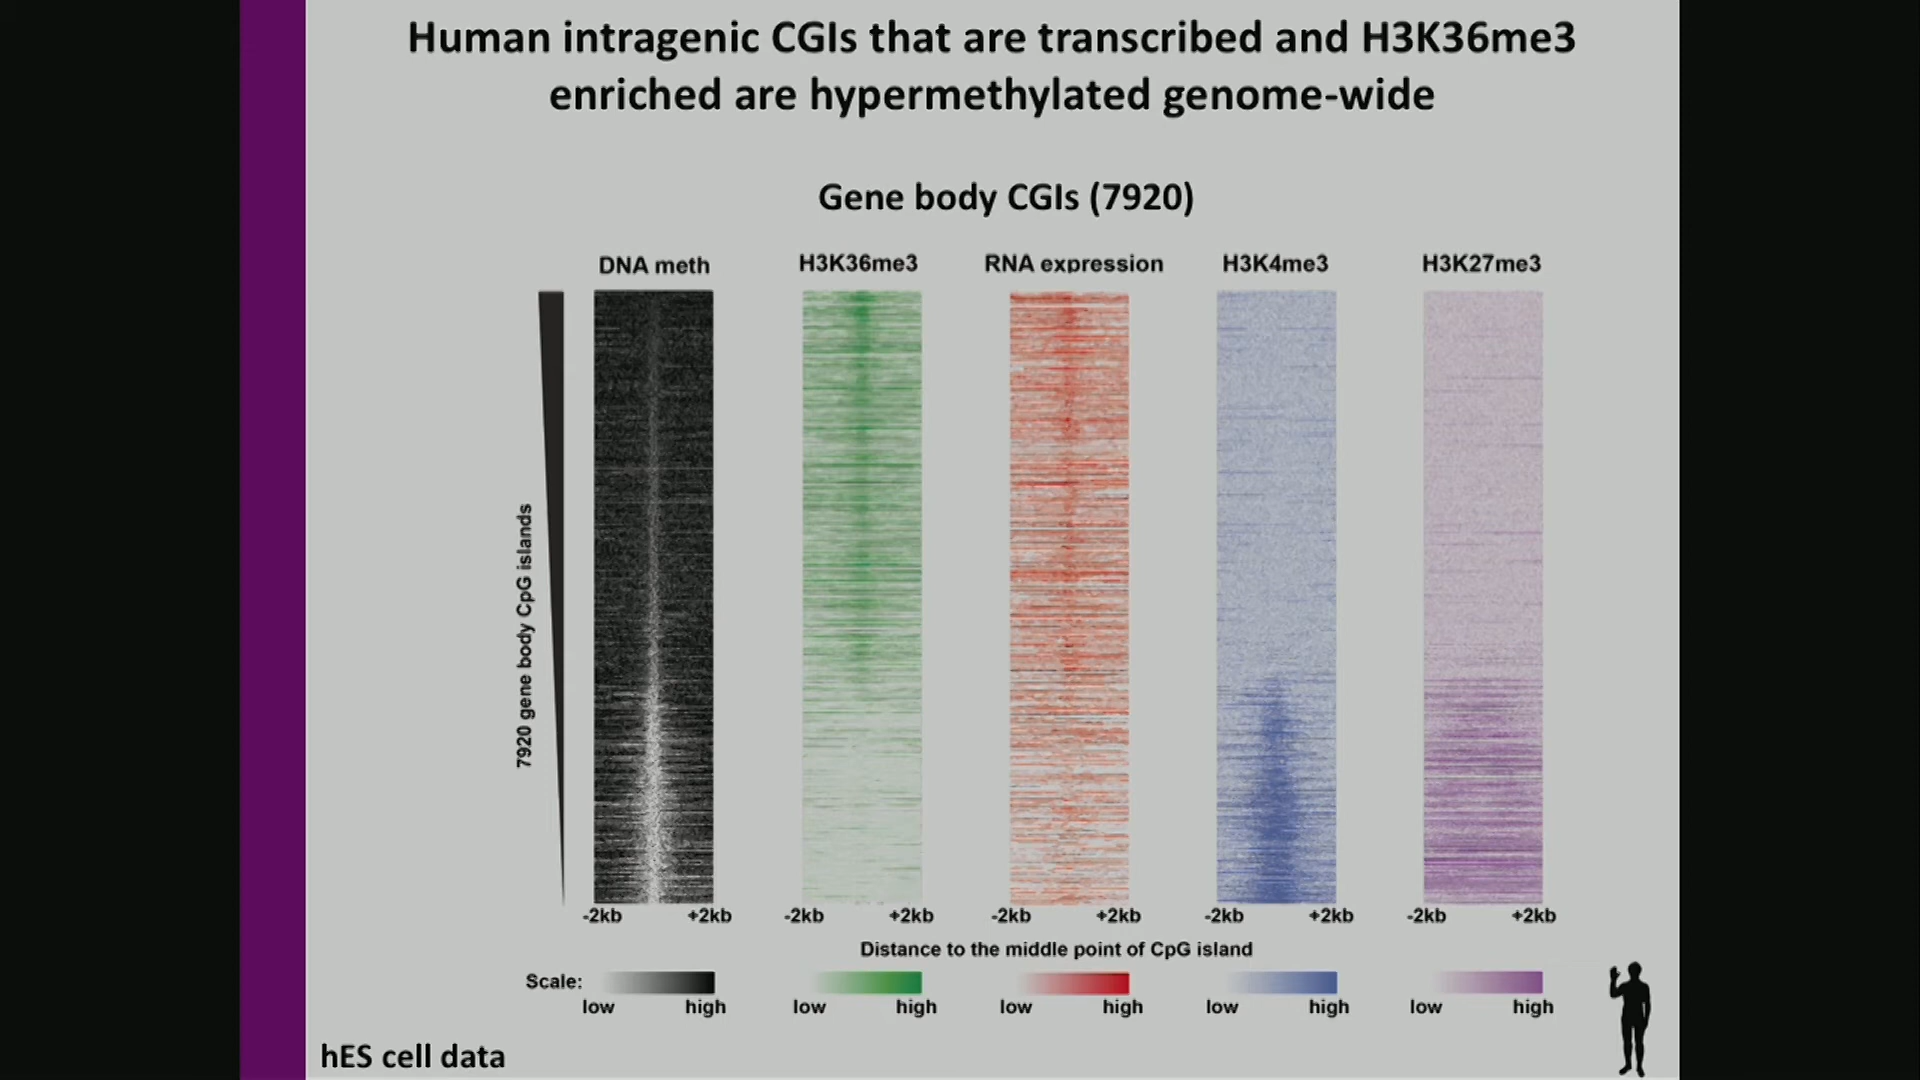 Human intragenic CGIs that are transcribed and H3K36me3
enriched are hypermethylated genome-wide
Gene body CGIs (7920)
DNA meth
H3K36me3
RNA expression
H3K4me3
H3K27me3
7920 gene body CpG islands
-2kb +2kb
-2kb +2kb
-2kb +2kb
-2kb +2kb
-2kb +2kb
Distance to the middle point of CpG island
Scale:
low high
low high
low high
low high
low high
hES cell data